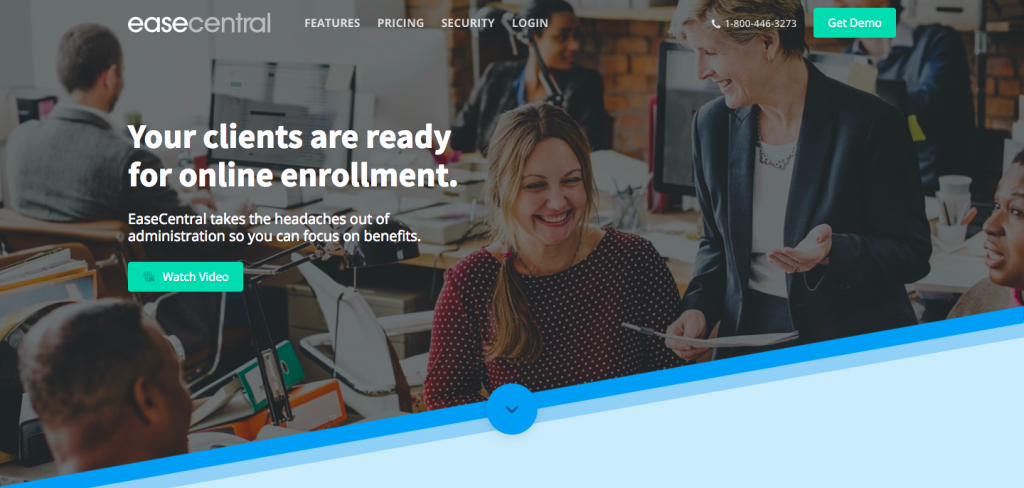 easecentral
FEATURES
PRICING
SECURITY
LOGIN
1-800-446-3273
Get Demo
Your clients are ready
for online enrollment.
EaseCentral takes the headaches out of
administration so you can focus on benefits.
Watch Video